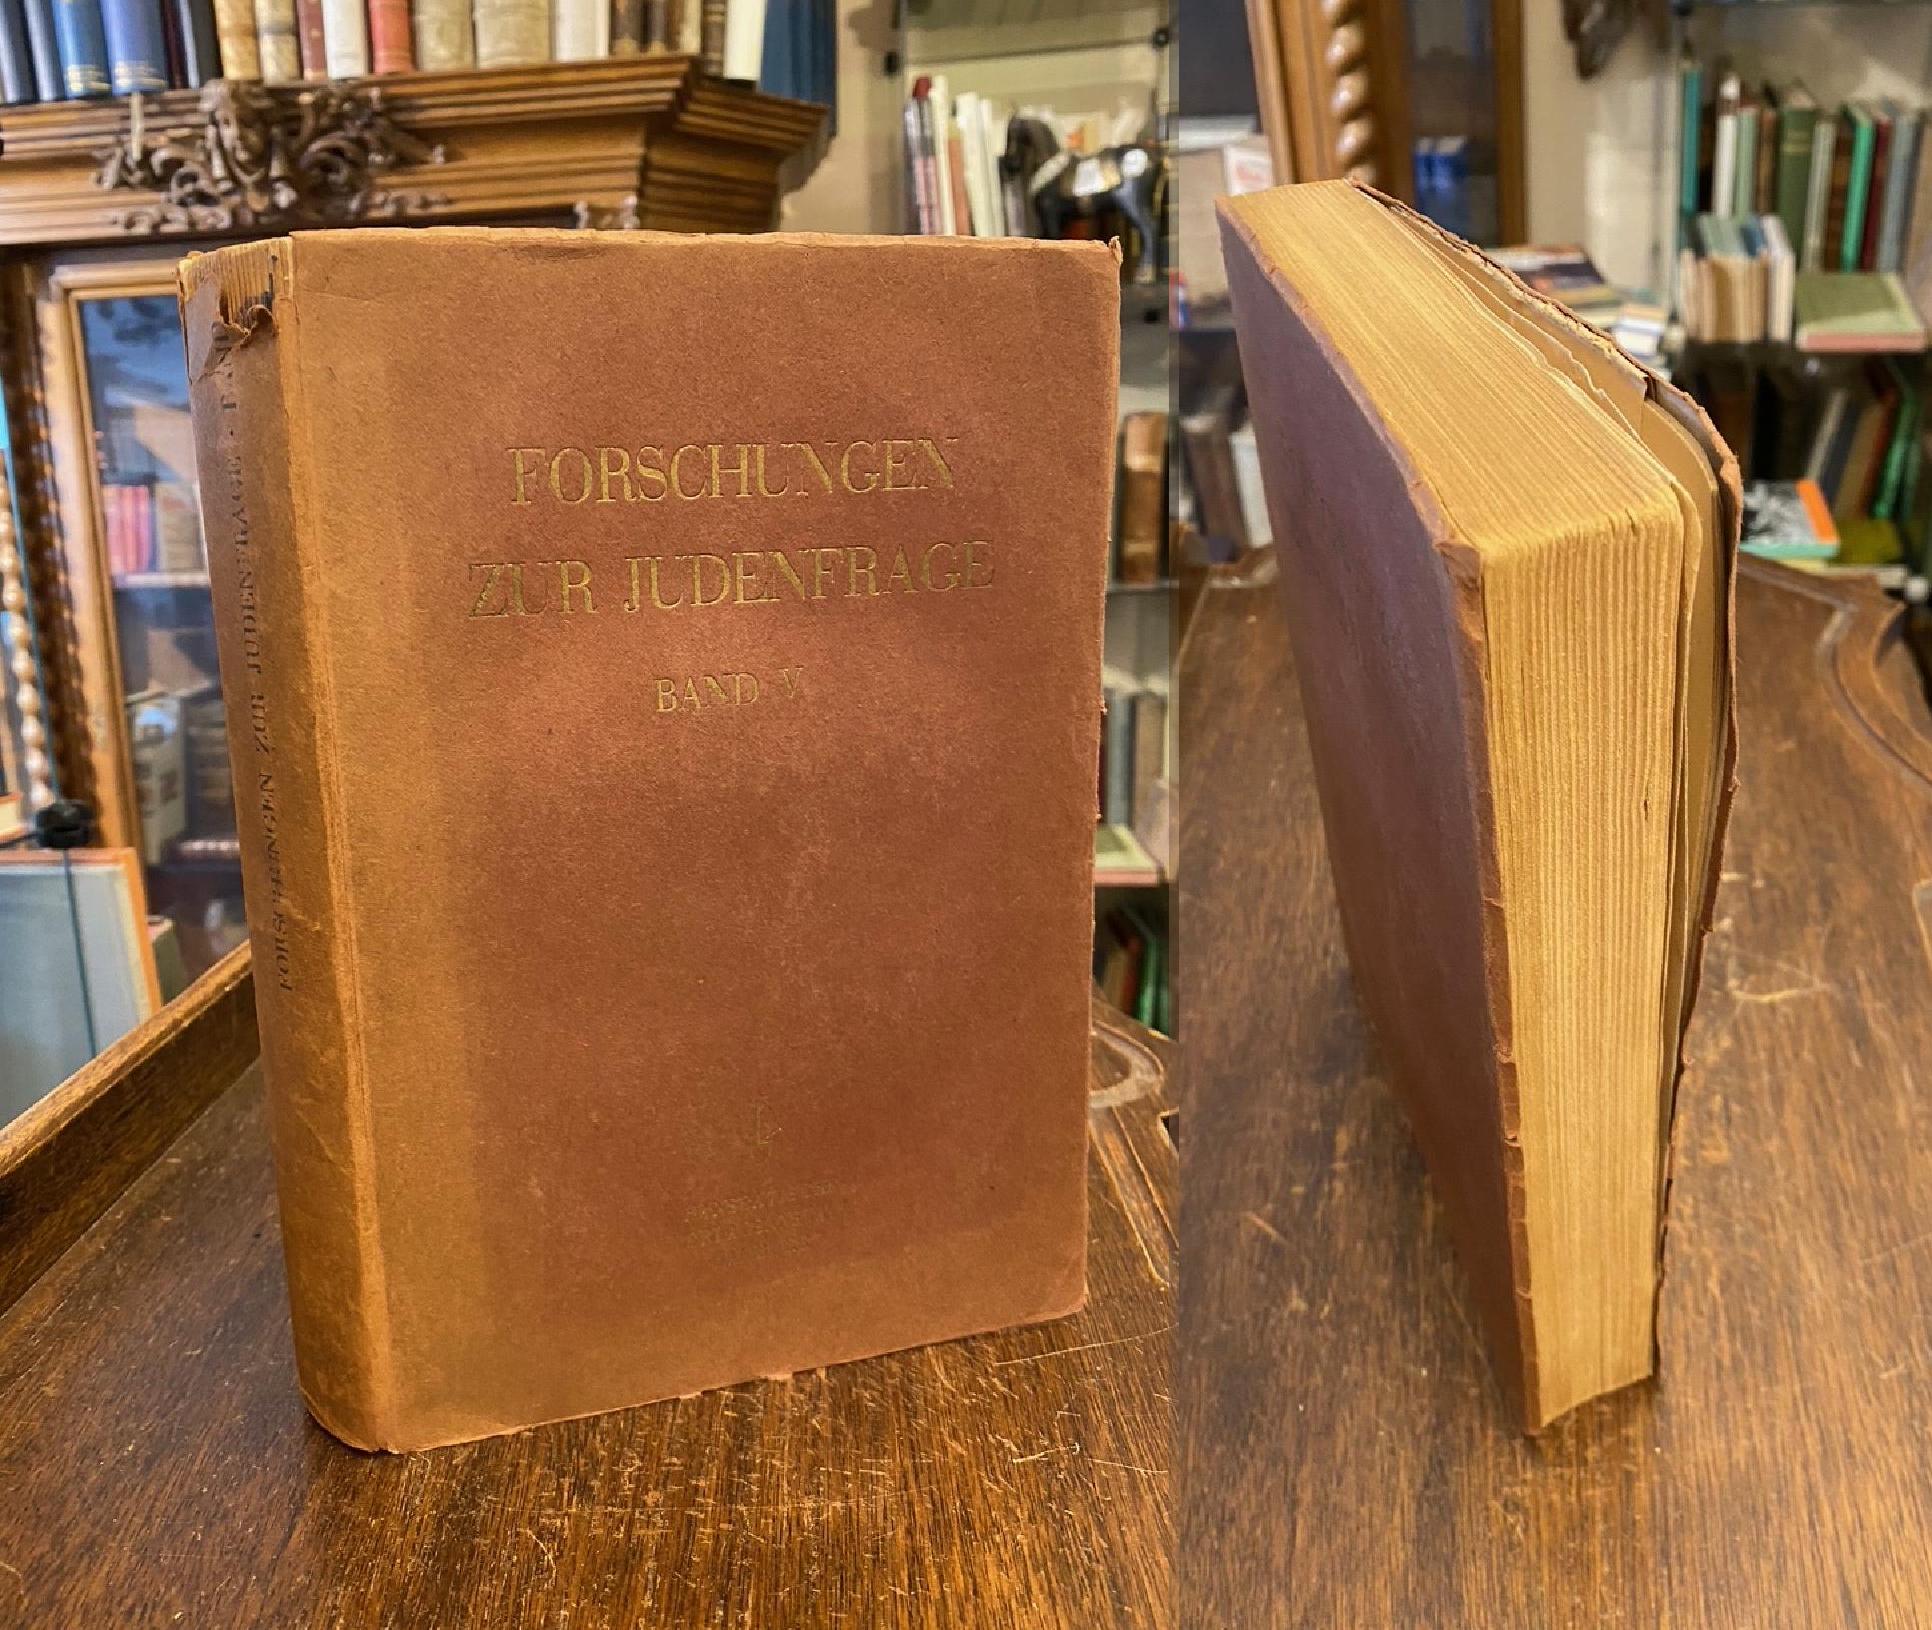 FORSCHUNGEN
ZUR JUDENFRAGE
BAND V
FORSCHUNGEN ZUR JUDENFRAGE ·